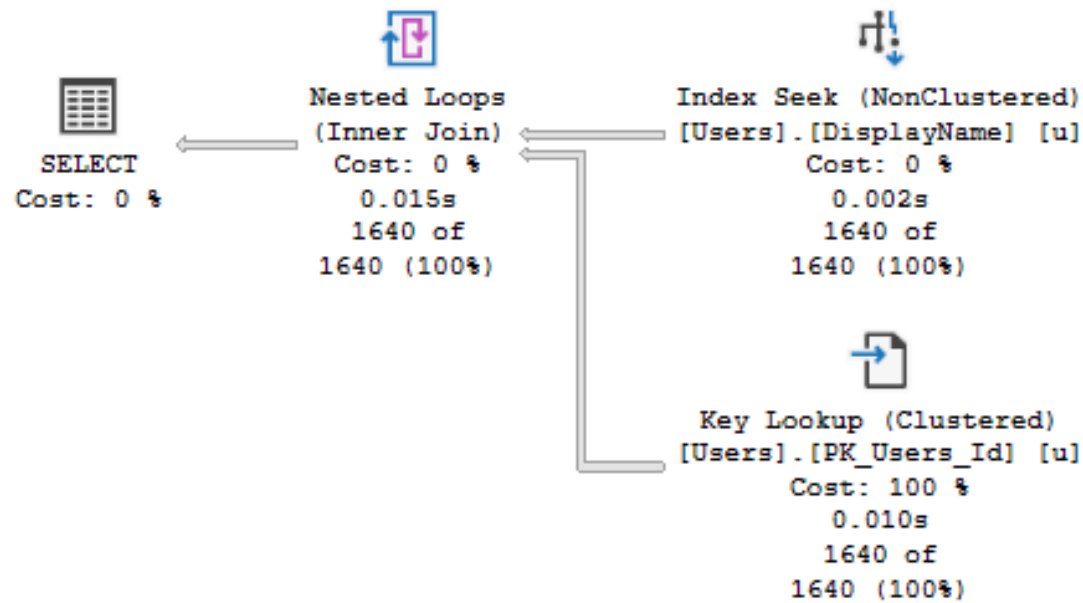 SELECT
Cost: 0 %
Nested Loops
(Inner Join)
Cost: 0 %
0.015s
1640 of
1640 (100%)
Index Seek (NonClustered)
[Users].[DisplayName] [u]
Cost: 0 %
0.002s
1640 of
1640 (100%)
Key Lookup (Clustered)
[Users].[PK_Users_Id] [u]
Cost: 100 %
0.010s
1640 of
1640 (100%)